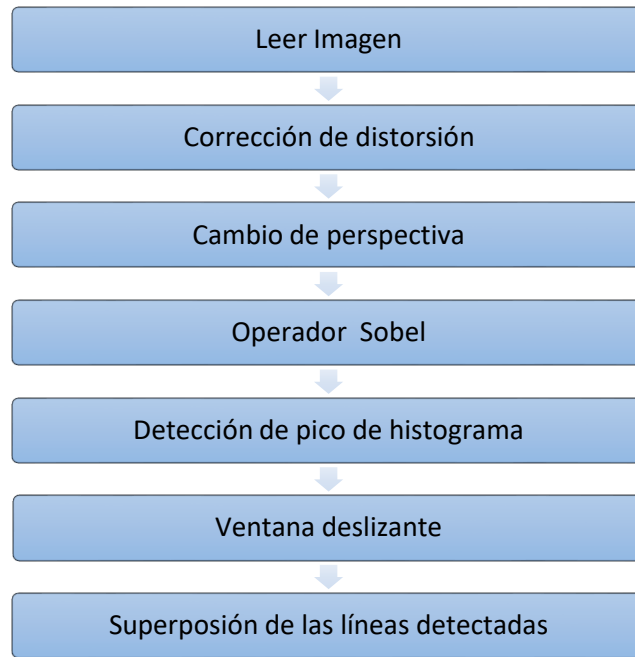 Leer Imagen
Corrección de distorsión
Cambio de perspectiva
Operador Sobel
Detección de pico de histograma
Ventana deslizante
Superposión de las líneas detectadas